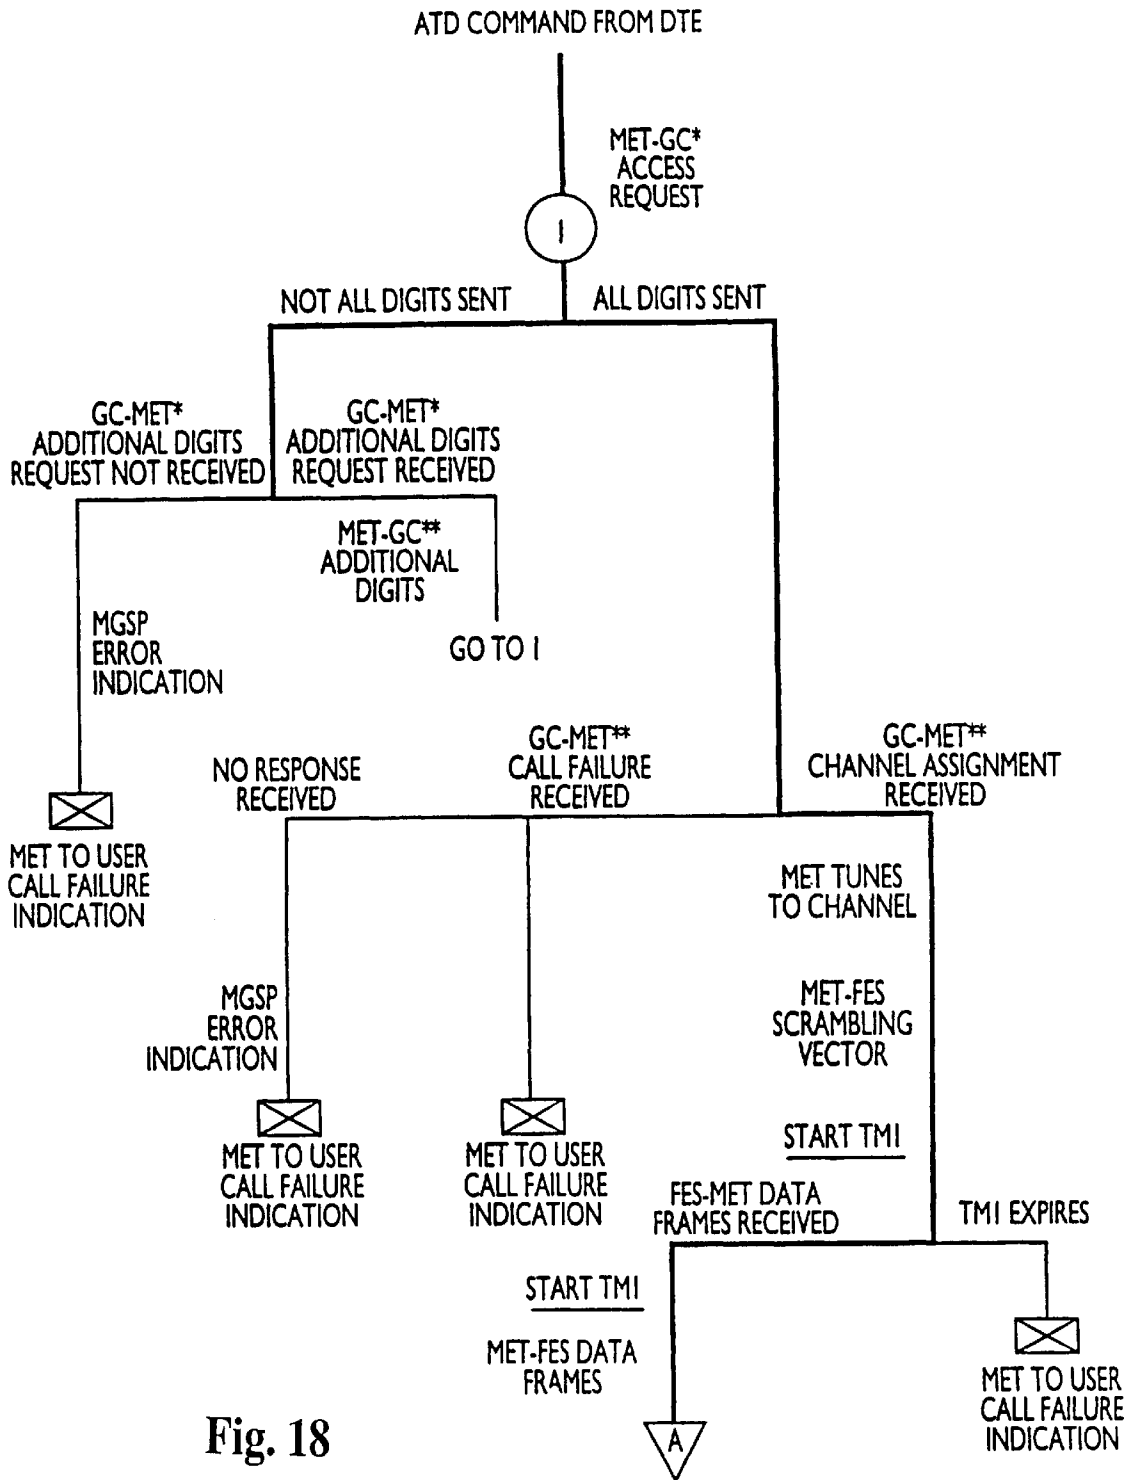 ATD COMMAND FROM DTE
MET-GC*
ACCESS
REQUEST
1
NOT ALL DIGITS SENT
ALL DIGITS SENT
GC-MET*
ADDITIONAL DIGITS
REQUEST NOT RECEIVED
GC-MET*
ADDITIONAL DIGITS
REQUEST RECEIVED
MET-GC**
ADDITIONAL
DIGITS
MGSP
ERROR
INDICATION
GO TO 1
MET TO USER
CALL FAILURE
INDICATION
NO RESPONSE
RECEIVED
GC-MET**
CALL FAILURE
RECEIVED
GC-MET**
CHANNEL ASSIGNMENT
RECEIVED
MET TUNES
TO CHANNEL
MGSP
ERROR
INDICATION
MET-FES
SCRAMBLING
VECTOR
MET TO USER
CALL FAILURE
INDICATION
MET TO USER
CALL FAILURE
INDICATION
START TM1
FES-MET DATA
FRAMES RECEIVED
TM1 EXPIRES
START TM1
MET-FES DATA
FRAMES
A
MET TO USER
CALL FAILURE
INDICATION
Fig. 18